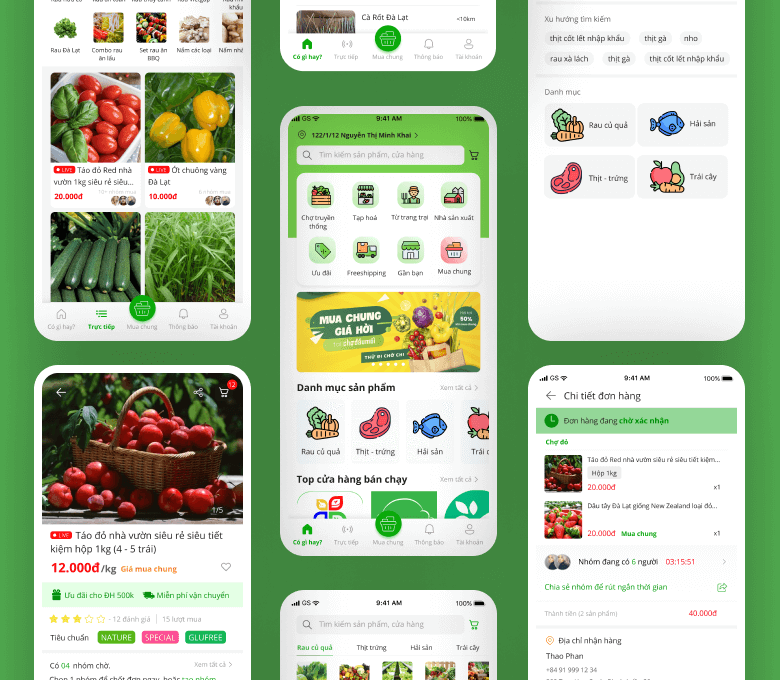 khẩu
Rau Đà Lạt
Combo rau
ăn lẩu
Set rau ăn
BBQ
Nấm các loại
LIVE Táo đỏ Red nhà
vườn 1kg siêu rẻ siêu...
20.000đ
LIVE Ớt chuông vàng
Đà Lạt
10.000đ
Có gì hay?
Trực tiếp
Mua chung
Thông báo
Tài khoản
1/5
12
LIVE Táo đỏ nhà vườn siêu rẻ siêu tiết
kiệm hộp 1kg (4 - 5 trái)
12.000đ/kg Giá mua chung
Ưu đãi cho ĐH 500k
Miễn phí vận chuyển
12 đánh giá
15 lượt mua
Tiêu chuẩn NATURE SPECIAL GLUFREE
Có 04 nhóm chờ.
Xem tất cả
Chọn 1 nhóm để chốt đơn ngay, hoặc tạo nhóm
Cà Rốt Đà Lạt
<10km
Có gì hay?
Trực tiếp
Mua chung
Thông báo
Tài khoản
GS
9:41 AM
100%
122/1/12 Nguyễn Thị Minh Khai
Tìm kiếm sản phẩm, cửa hàng
Chợ truyền
thống
Tạp hoá
Từ trang trại
Nhà sản xuất
Ưu đãi
Freeshipping
Gần bạn
Mua chung
MUA CHUNG
GIÁ HỜI
50%
THỬ ĐI CHỜ CHI
Danh mục sản phẩm
Xem tất cả
Rau củ quả
Thịt - trứng
Hải sản
Top cửa hàng bán chạy
Xem tất cả
Có gì hay?
Trực tiếp
Mua chung
Thông báo
Tài khoản
GS
9:41 AM
100%
Tìm kiếm sản phẩm, cửa hàng
Rau củ quả
Thịt trứng
Hải sản
Trái cây
Xu hướng tìm kiếm
thịt cốt lết nhập khẩu
thịt gà
nho
rau xà lách
thịt gà
thịt cốt lết nhập khẩu
Danh mục
Rau củ quả
Hải sản
Thịt - trứng
Trái cây
GS
9:41 AM
100%
Chi tiết đơn hàng
Đơn hàng đang chờ xác nhận
Chợ đỏ
Táo đỏ Red nhà vườn siêu rẻ siêu tiết kiệm...
Hộp 1kg
20.000đ
x1
Dâu tây Đà Lạt giống New Zealand loại đỏ...
20.000đ Mua chung
x1
Nhóm đang có 6 người 03:15:51
Chia sẻ nhóm để rút ngắn thời gian
Thành tiền (2 sản phẩm)
40.000đ
Địa chỉ nhận hàng
Thao Phan
+84 91 999 12 34